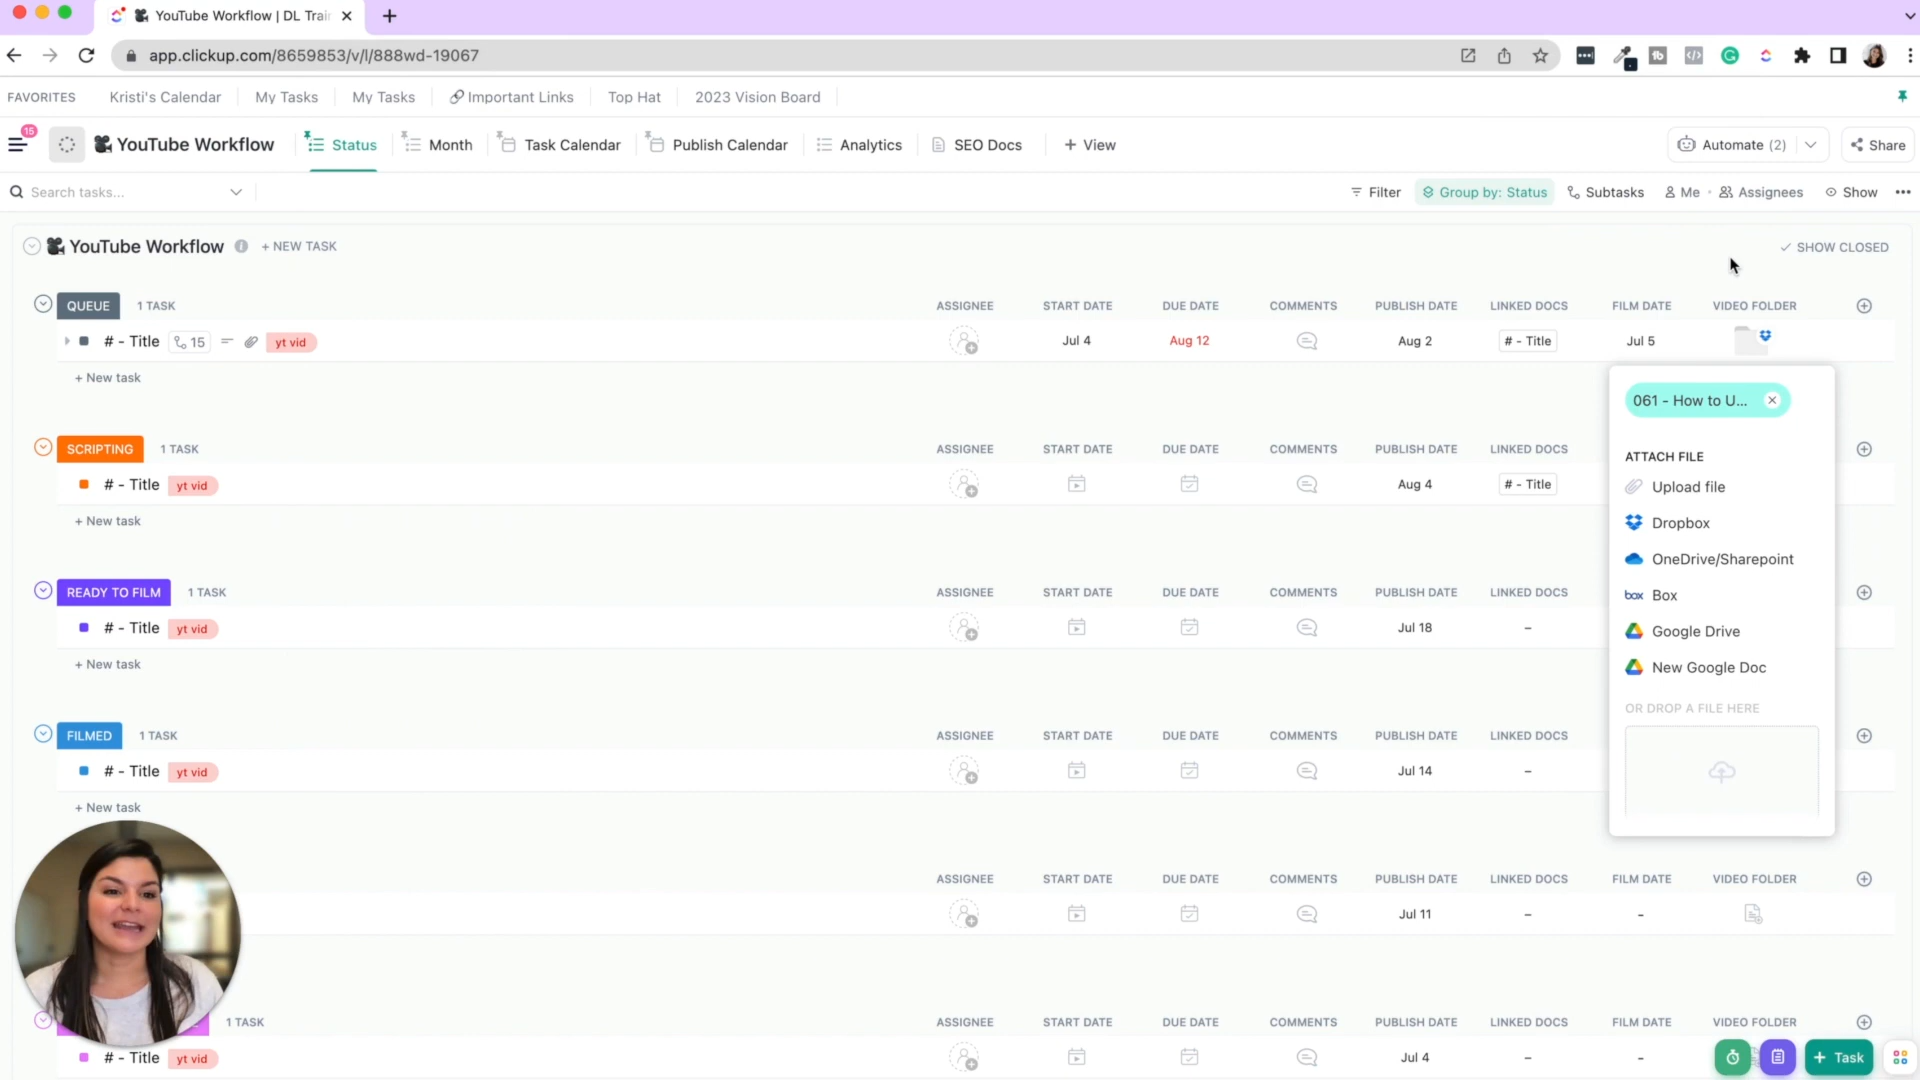 YouTube Workflow | DL Trai
app.clickup.com/8659853/v/l/888wd-19067
FAVORITES
Kristi's Calendar
My Tasks
My Tasks
Important Links
Top Hat
2023 Vision Board
15
YouTube Workflow
Status
Month
Task Calendar
Publish Calendar
Analytics
SEO Docs
+ View
Automate (2)
Share
Search tasks...
Filter
Group by: Status
Subtasks
Me
Assignees
Show
YouTube Workflow
+ NEW TASK
SHOW CLOSED
QUEUE 1 TASK ASSIGNEE START DATE DUE DATE COMMENTS PUBLISH DATE LINKED DOCS FILM DATE VIDEO FOLDER
# - Title 15 yt vid Jul 4 Aug 12 Aug 2 # - Title Jul 5
+ New task
SCRIPTING 1 TASK ASSIGNEE START DATE DUE DATE COMMENTS PUBLISH DATE LINKED DOCS
# - Title yt vid Aug 4 # - Title
+ New task
READY TO FILM 1 TASK ASSIGNEE START DATE DUE DATE COMMENTS PUBLISH DATE LINKED DOCS
# - Title yt vid Jul 18 –
+ New task
FILMED 1 TASK ASSIGNEE START DATE DUE DATE COMMENTS PUBLISH DATE LINKED DOCS
# - Title yt vid Jul 14 –
+ New task
061 - How to U...
ATTACH FILE
Upload file
Dropbox
OneDrive/Sharepoint
box Box
Google Drive
New Google Doc
OR DROP A FILE HERE
ASSIGNEE START DATE DUE DATE COMMENTS PUBLISH DATE LINKED DOCS FILM DATE VIDEO FOLDER
Jul 11 – –
1 TASK ASSIGNEE START DATE DUE DATE COMMENTS PUBLISH DATE LINKED DOCS FILM DATE VIDEO FOLDER
# - Title yt vid Jul 4 – –
+ Task